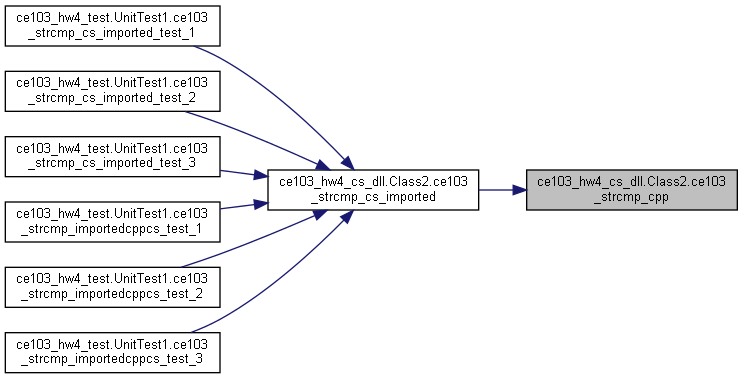 ce103_hw4_test.UnitTest1.ce103
_strcmp_cs_imported_test_1
ce103_hw4_test.UnitTest1.ce103
_strcmp_cs_imported_test_2
ce103_hw4_test.UnitTest1.ce103
_strcmp_cs_imported_test_3
ce103_hw4_cs_dll.Class2.ce103
_strcmp_cs_imported
ce103_hw4_cs_dll.Class2.ce103
_strcmp_cpp
ce103_hw4_test.UnitTest1.ce103
_strcmp_importedcppcs_test_1
ce103_hw4_test.UnitTest1.ce103
_strcmp_importedcppcs_test_2
ce103_hw4_test.UnitTest1.ce103
_strcmp_importedcppcs_test_3